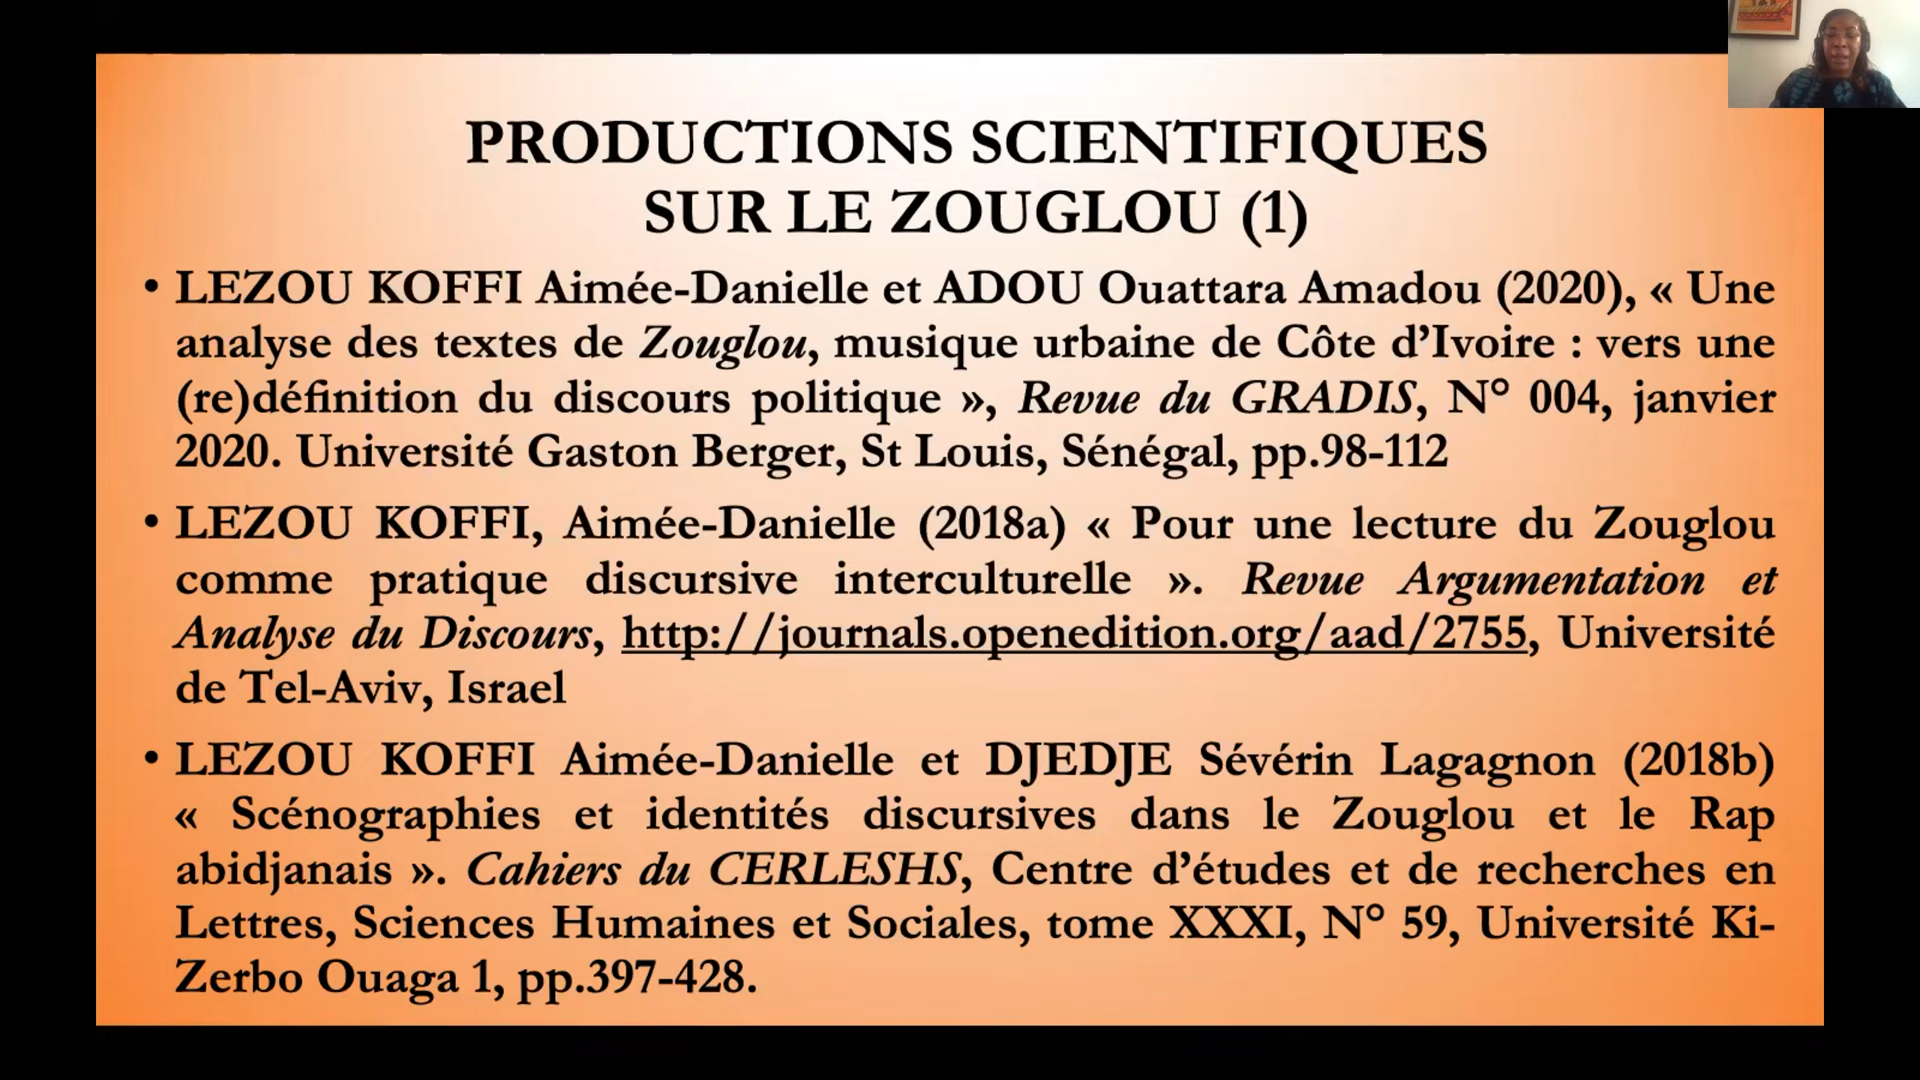 PRODUCTIONS SCIENTIFIQUES
SUR LE ZOUGLOU (1)
• LEZOU KOFFI Aimée-Danielle et ADOU Ouattara Amadou (2020), « Une
analyse des textes de Zouglou, musique urbaine de Côte d’Ivoire : vers une
(re)définition du discours politique », Revue du GRADIS, N° 004, janvier
2020. Université Gaston Berger, St Louis, Sénégal, pp.98-112
• LEZOU KOFFI, Aimée-Danielle (2018a) « Pour une lecture du Zouglou
comme pratique discursive interculturelle ». Revue Argumentation et
Analyse du Discours, http://journals.openedition.org/aad/2755, Université
de Tel-Aviv, Israel
• LEZOU KOFFI Aimée-Danielle et DJEDJE Sévérin Lagagnon (2018b)
« Scénographies et identités discursives dans le Zouglou et le Rap
abidjanais ». Cahiers du CERLESHS, Centre d’études et de recherches en
Lettres, Sciences Humaines et Sociales, tome XXXI, N° 59, Université Ki-
Zerbo Ouaga 1, pp.397-428.